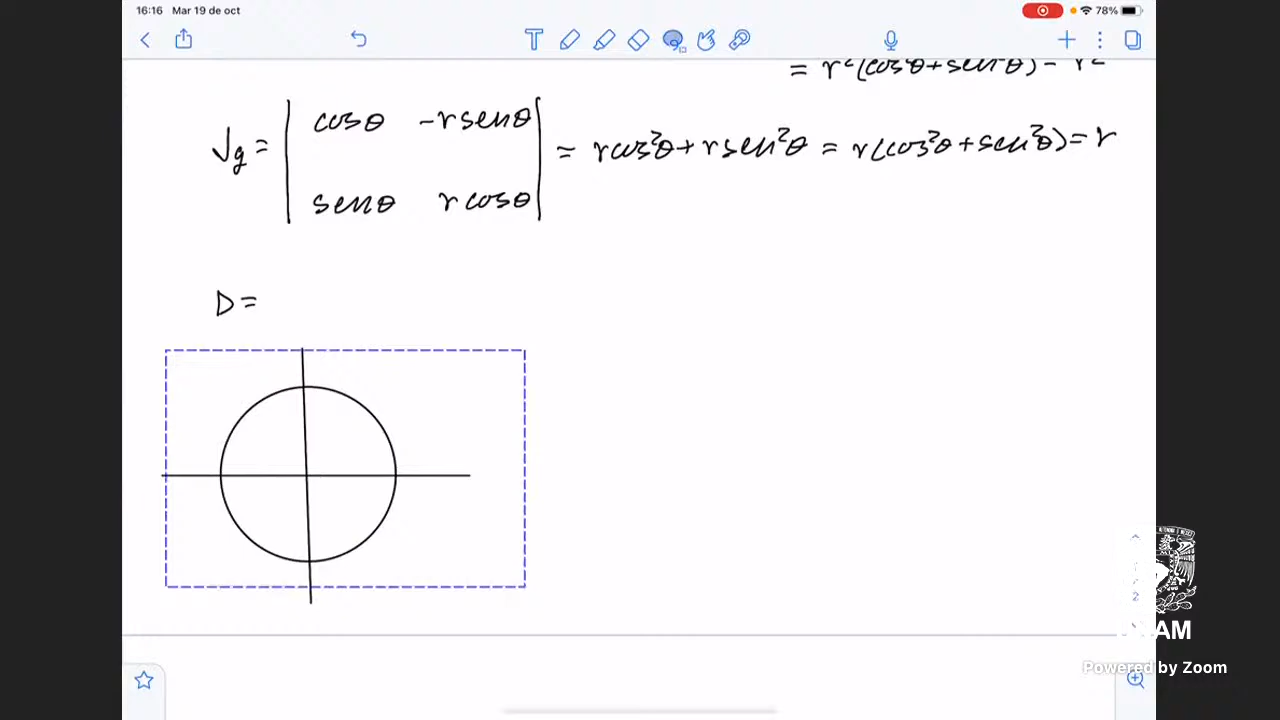 16:16 Mar 19 de oct
78%
= r²(cos²θ+sen²θ) = r²
Jg = | cosθ -rsenθ | = rcos²θ+rsen²θ = r(cos²θ+sen²θ)=r
| senθ rcosθ |
D =
2
Powered by Zoom